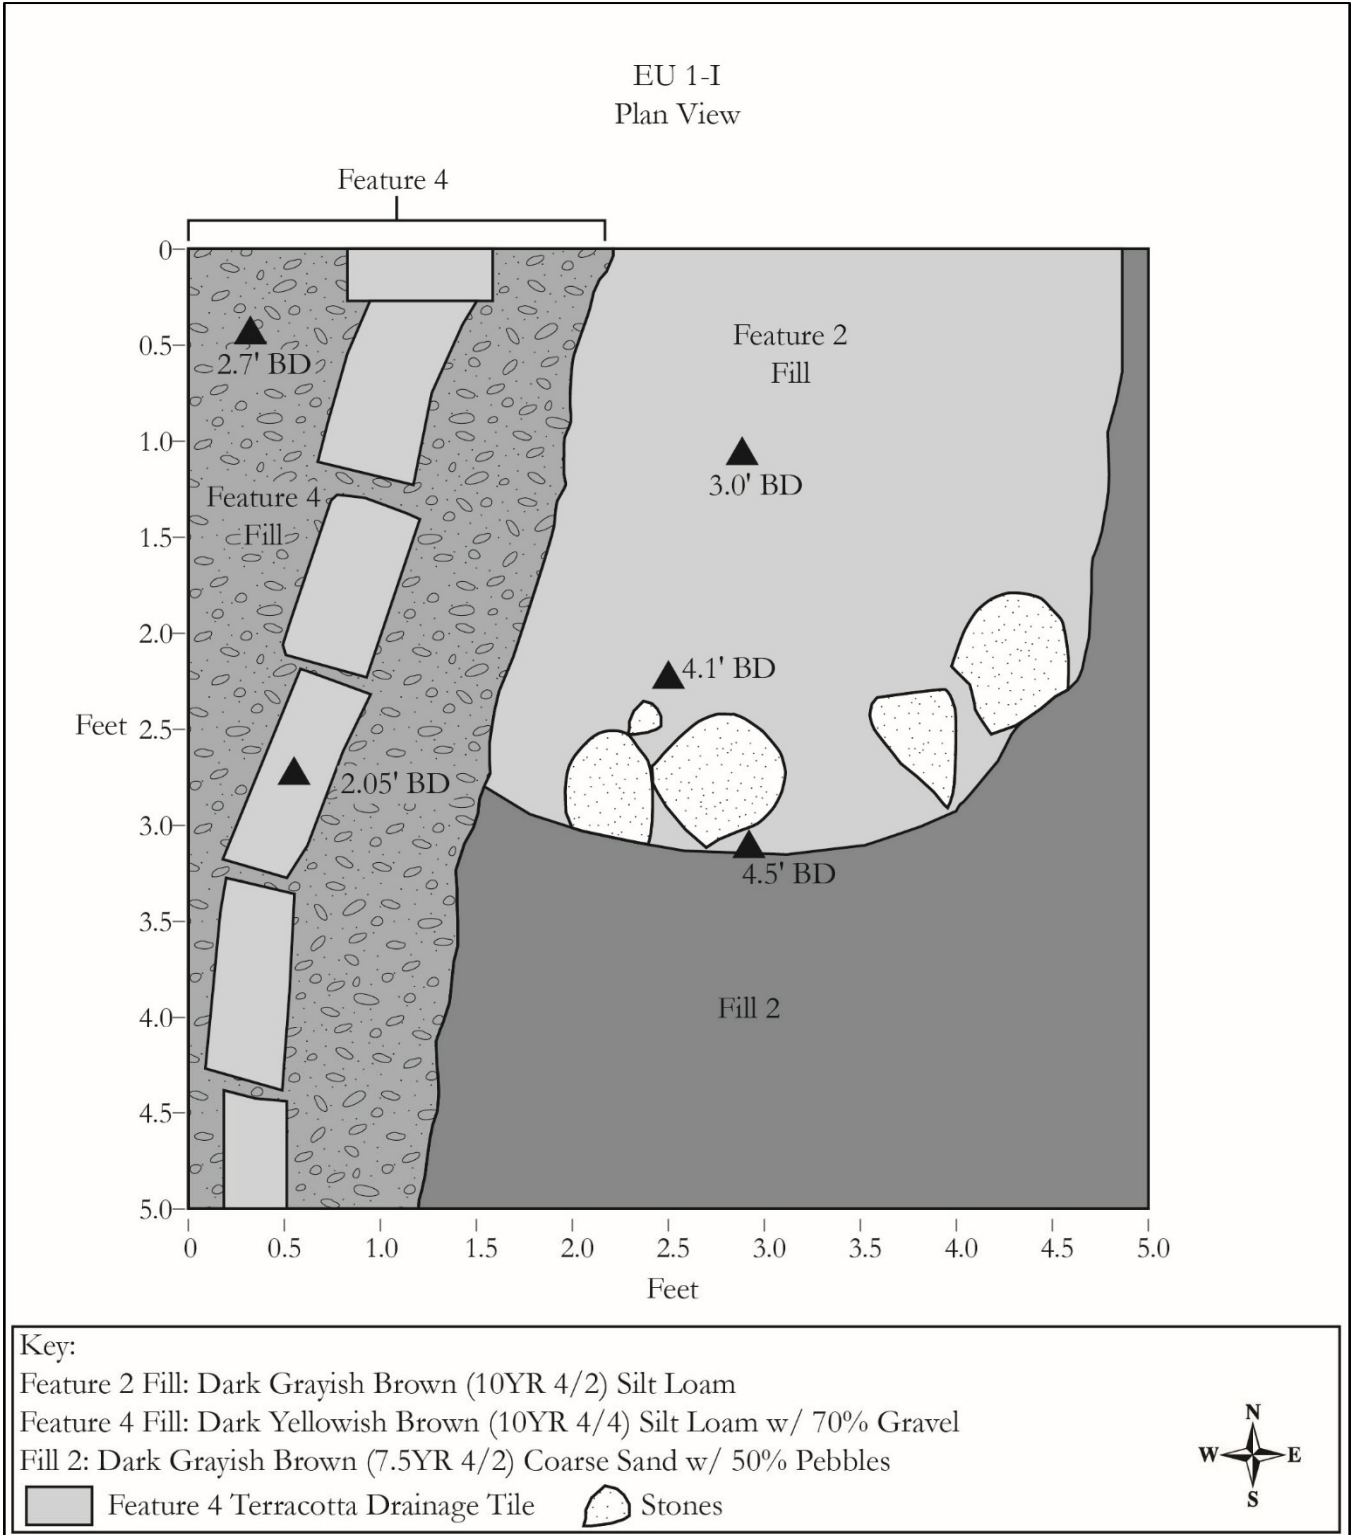 EU 1-I
Plan View
Feature 4
0
0.5
2.7' BD
Feature 2
Fill
1.0
3.0' BD
Feature 4
Fill
1.5
2.0
4.1' BD
Feet
2.5
2.05' BD
3.0
4.5' BD
3.5
4.0
Fill 2
4.5
5.0
0 0.5 1.0 1.5 2.0 2.5 3.0 3.5 4.0 4.5 5.0
Feet
Key:
Feature 2 Fill: Dark Grayish Brown (10YR 4/2) Silt Loam
Feature 4 Fill: Dark Yellowish Brown (10YR 4/4) Silt Loam w/ 70% Gravel
Fill 2: Dark Grayish Brown (7.5YR 4/2) Coarse Sand w/ 50% Pebbles
Feature 4 Terracotta Drainage Tile
Stones
N
W E
S